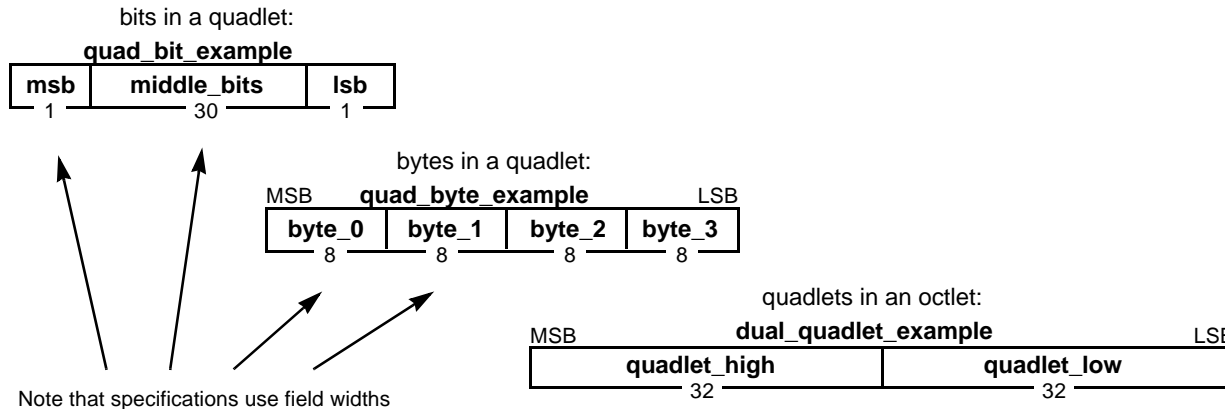 bits in a quadlet:
quad_bit_example
msb middle_bits lsb
1 30 1
bytes in a quadlet:
MSB quad_byte_example LSB
byte_0 byte_1 byte_2 byte_3
8 8 8 8
quadlets in an octlet:
MSB dual_quadlet_example LSB
quadlet_high quadlet_low
32 32
Note that specifications use field widths